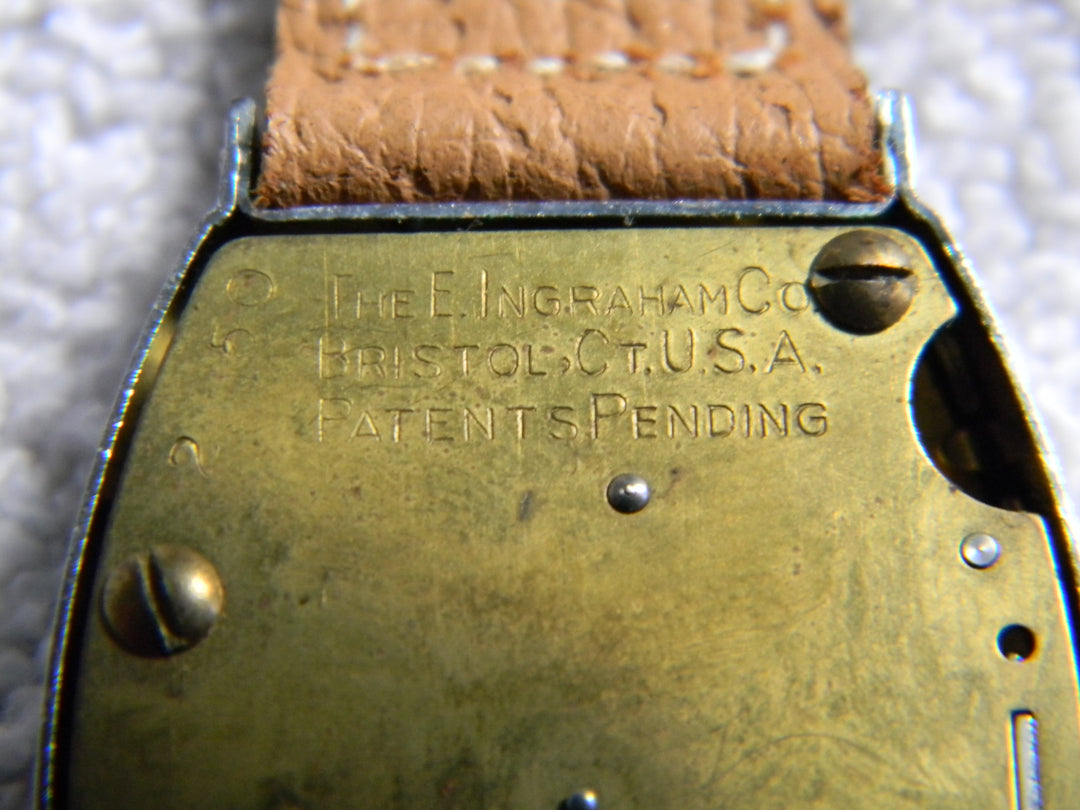 THE E. INGRAHAM CO
BRISTOL, CT. U.S.A.
PATENTS PENDING